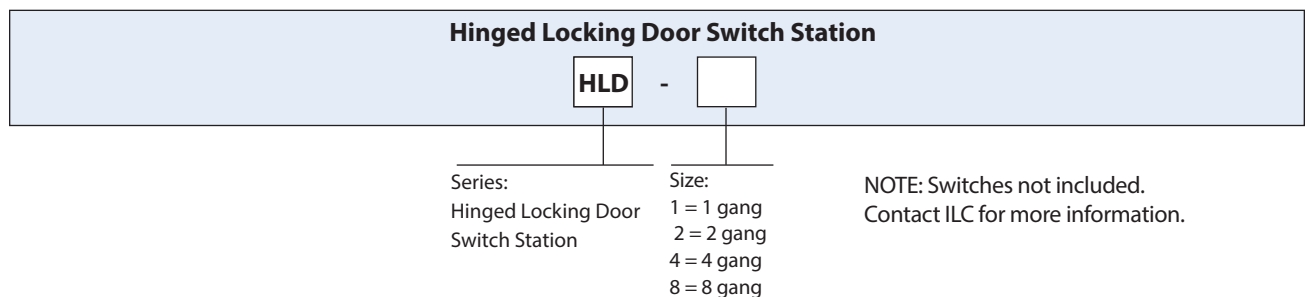 Hinged Locking Door Switch Station
HLD -
Series:
Hinged Locking Door
Switch Station
Size:
1 = 1 gang
2 = 2 gang
4 = 4 gang
8 = 8 gang
NOTE: Switches not included.
Contact ILC for more information.